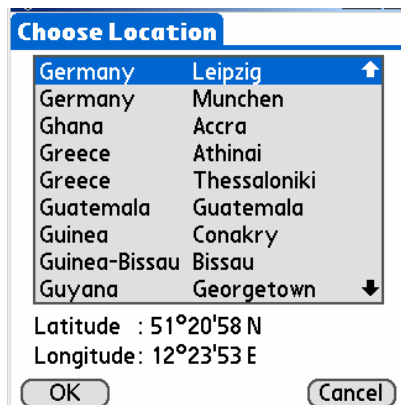 Choose Location
Germany Leipzig
Germany Munchen
Ghana Accra
Greece Athinai
Greece Thessaloniki
Guatemala Guatemala
Guinea Conakry
Guinea-Bissau Bissau
Guyana Georgetown
Latitude : 51°20'58 N
Longitude: 12°23'53 E
OK Cancel